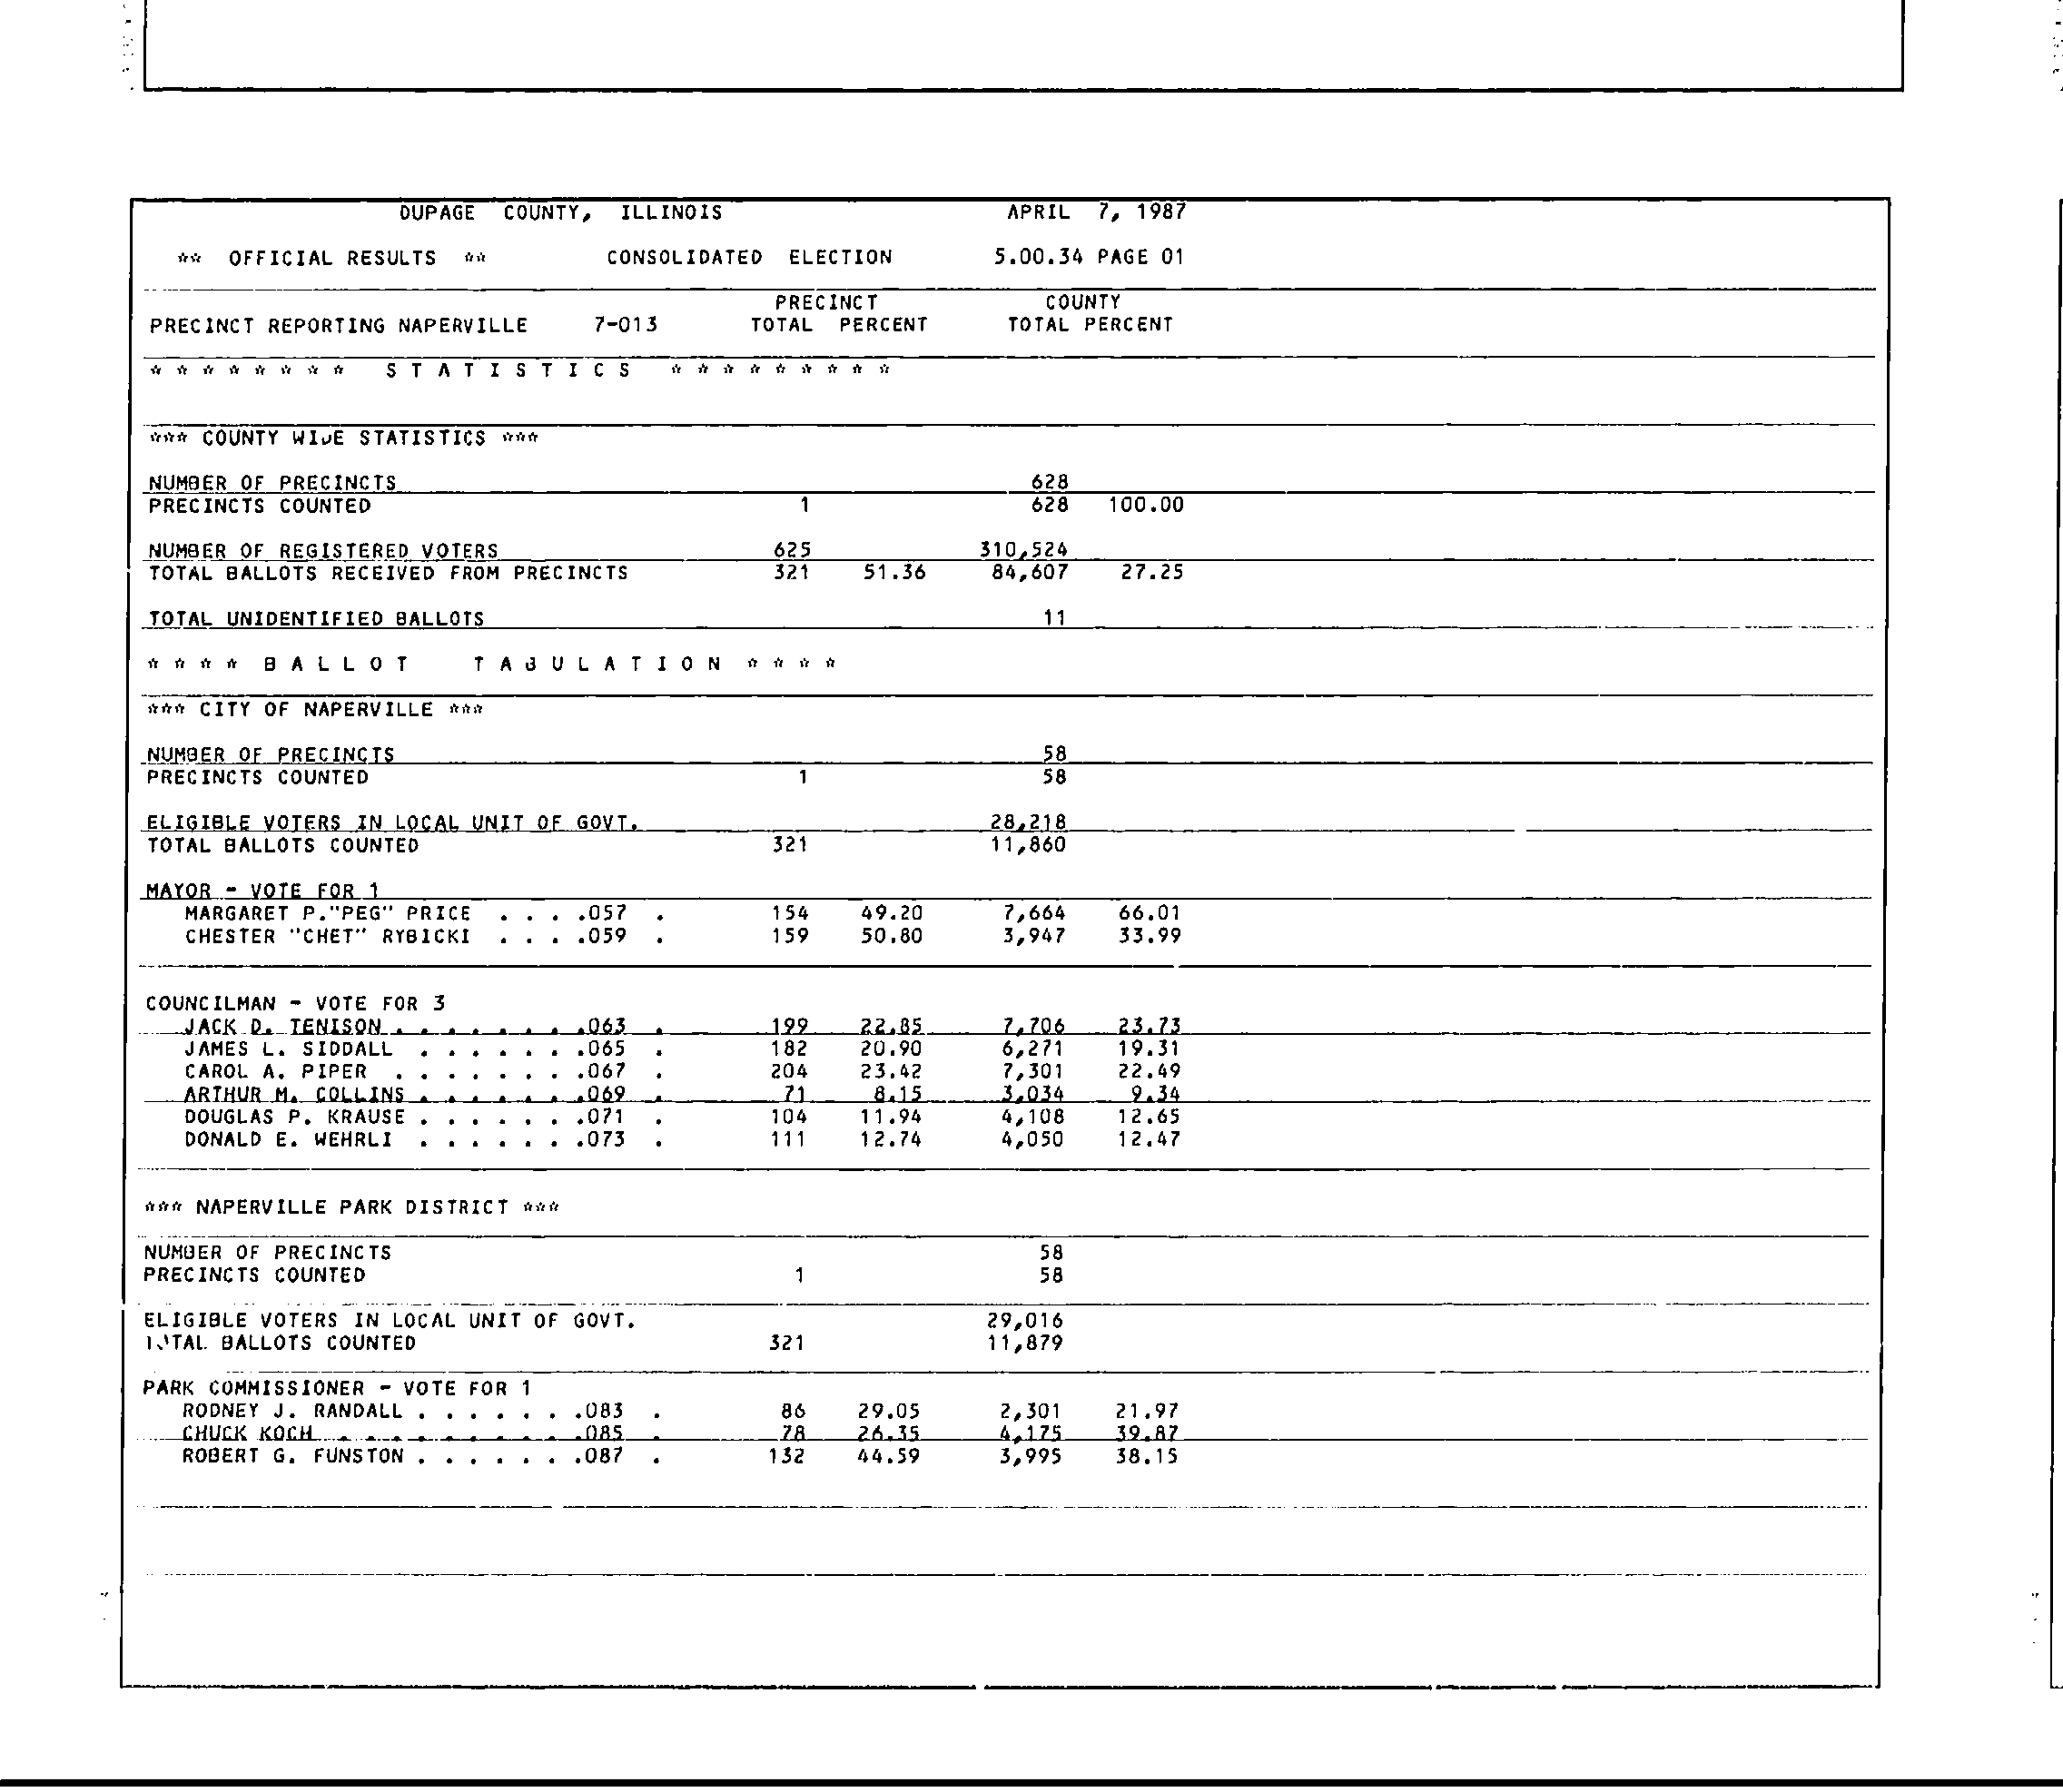 DUPAGE COUNTY, ILLINOIS APRIL 7, 1987
** OFFICIAL RESULTS ** CONSOLIDATED ELECTION 5.00.34 PAGE 01
PRECINCT COUNTY
PRECINCT REPORTING NAPERVILLE 7-013 TOTAL PERCENT TOTAL PERCENT
* * * * * * * * S T A T I S T I C S * * * * * * * * *
*** COUNTY WIDE STATISTICS ***
NUMBER OF PRECINCTS 628
PRECINCTS COUNTED 1 628 100.00
NUMBER OF REGISTERED VOTERS 625 310,524
TOTAL BALLOTS RECEIVED FROM PRECINCTS 321 51.36 84,607 27.25
TOTAL UNIDENTIFIED BALLOTS 11
* * * * B A L L O T T A B U L A T I O N * * * *
*** CITY OF NAPERVILLE ***
NUMBER OF PRECINCTS 58
PRECINCTS COUNTED 1 58
ELIGIBLE VOTERS IN LOCAL UNIT OF GOVT. 28,218
TOTAL BALLOTS COUNTED 321 11,860
MAYOR - VOTE FOR 1
MARGARET P."PEG" PRICE . . . .057 . 154 49.20 7,664 66.01
CHESTER "CHET" RYBICKI . . . .059 . 159 50.80 3,947 33.99
COUNCILMAN - VOTE FOR 3
JACK D. TENISON . . . . . . . .063 . 199 22.85 7,706 23.73
JAMES L. SIDDALL . . . . . . .065 . 182 20.90 6,271 19.31
CAROL A. PIPER . . . . . . . .067 . 204 23.42 7,301 22.49
ARTHUR M. COLLINS . . . . . . .069 . 71 8.15 3,034 9.34
DOUGLAS P. KRAUSE . . . . . . .071 . 104 11.94 4,108 12.65
DONALD E. WEHRLI . . . . . . .073 . 111 12.74 4,050 12.47
*** NAPERVILLE PARK DISTRICT ***
NUMBER OF PRECINCTS 58
PRECINCTS COUNTED 1 58
ELIGIBLE VOTERS IN LOCAL UNIT OF GOVT. 29,016
TOTAL BALLOTS COUNTED 321 11,879
PARK COMMISSIONER - VOTE FOR 1
RODNEY J. RANDALL . . . . . . .083 . 86 29.05 2,301 21.97
CHUCK KOCH . . . . . . . . . .085 . 78 26.35 4,175 39.87
ROBERT G. FUNSTON . . . . . . .087 . 132 44.59 3,995 38.15